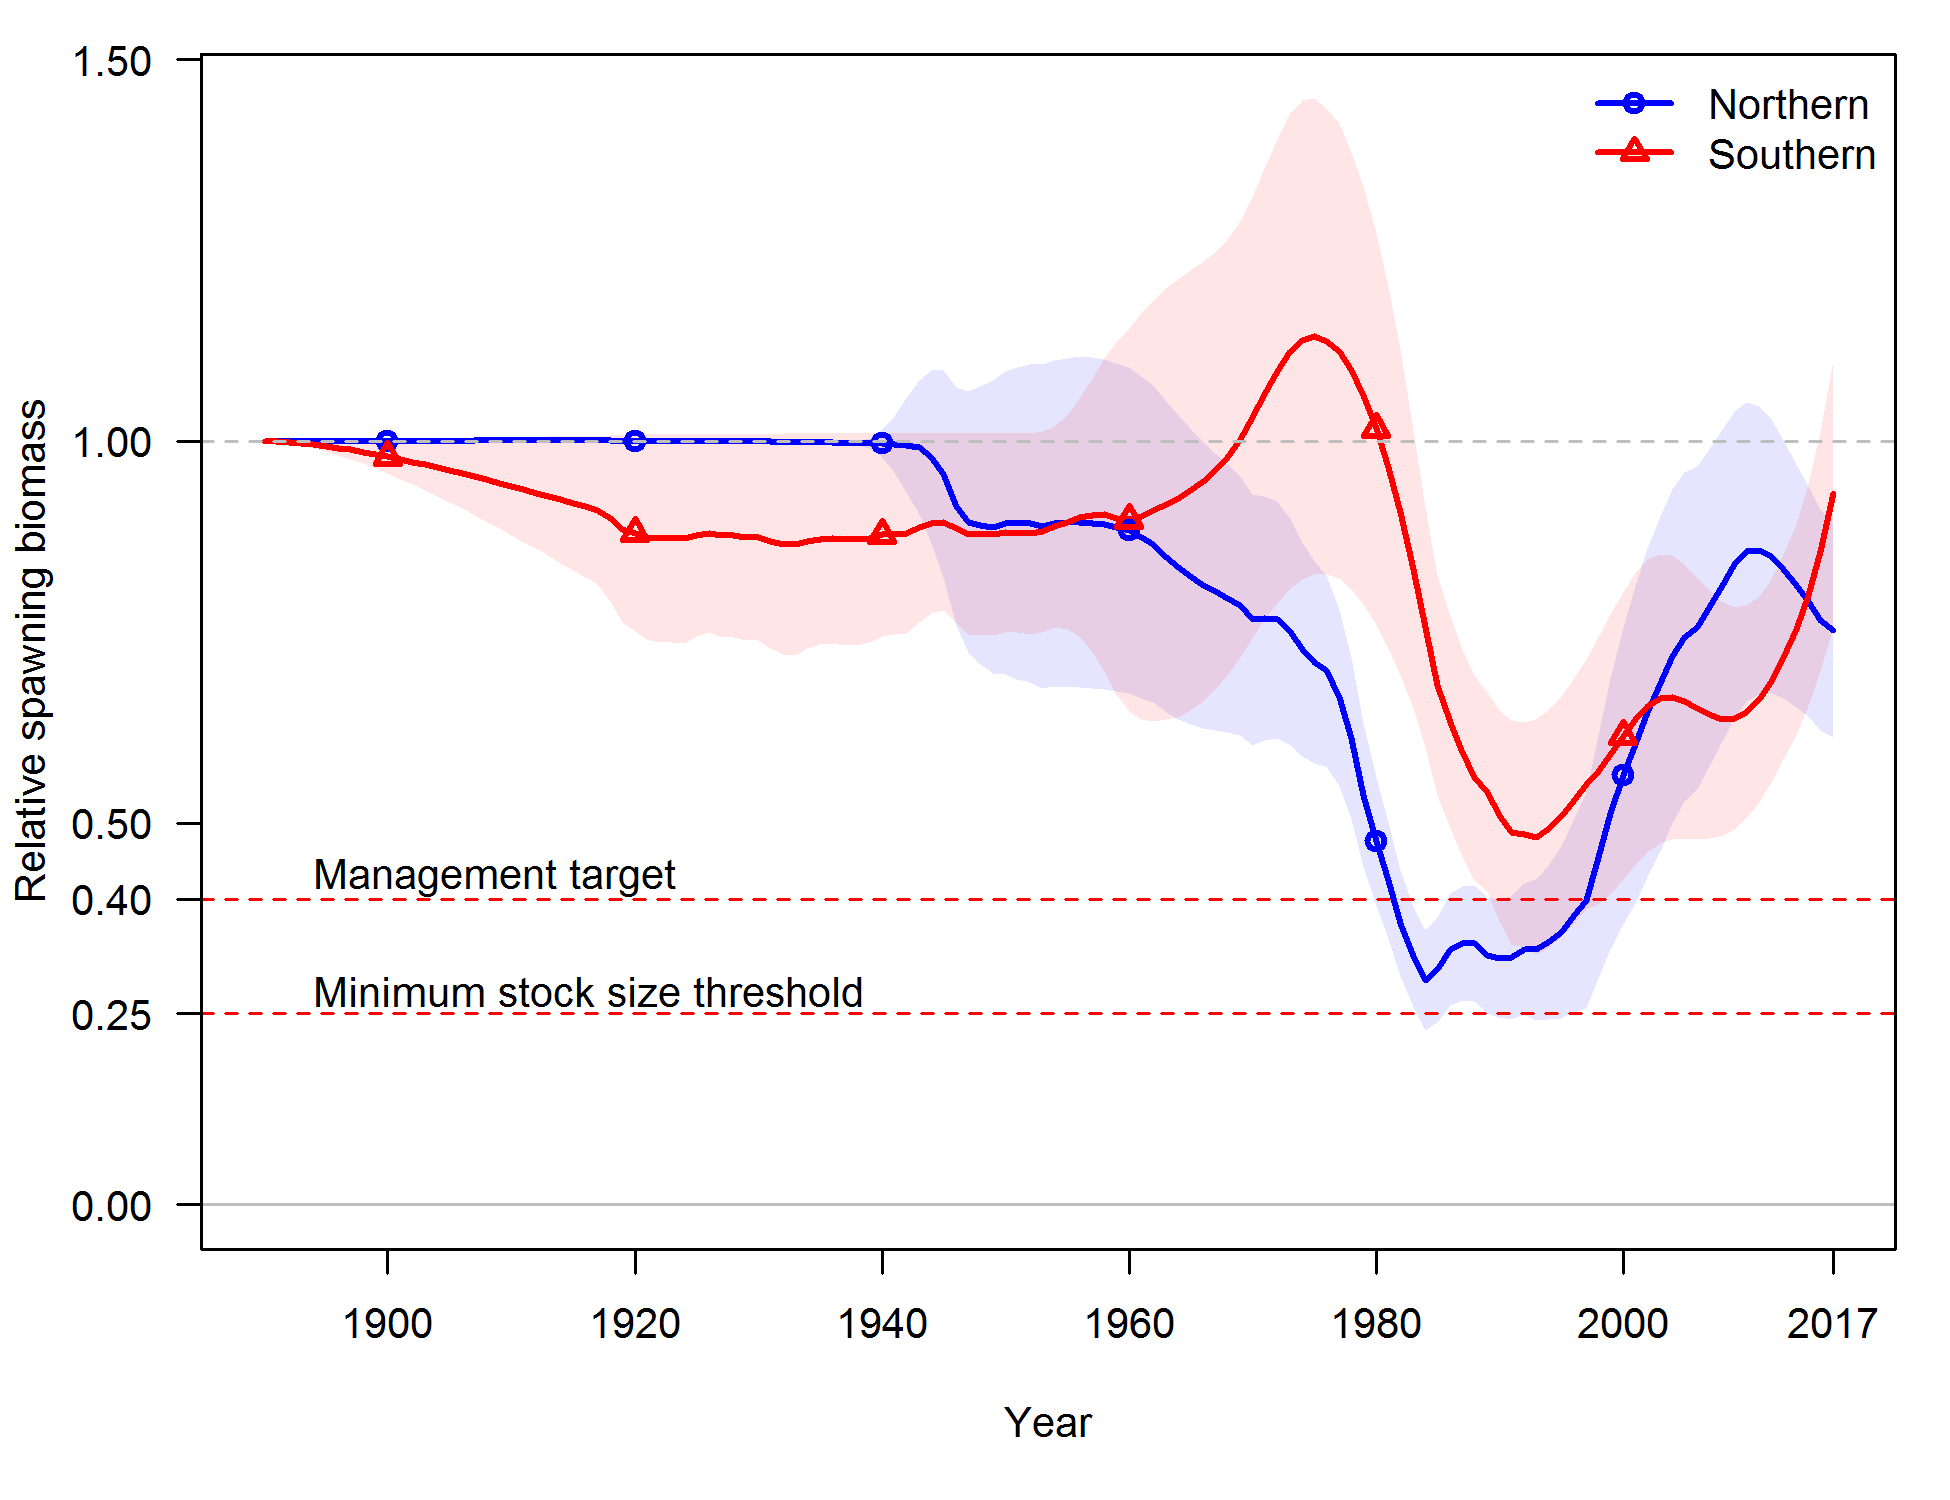 1.50
1.00
0.50
0.40
0.25
0.00
Relative spawning biomass
Northern
Southern
Management target
Minimum stock size threshold
1900 1920 1940 1960 1980 2000 2017
Year